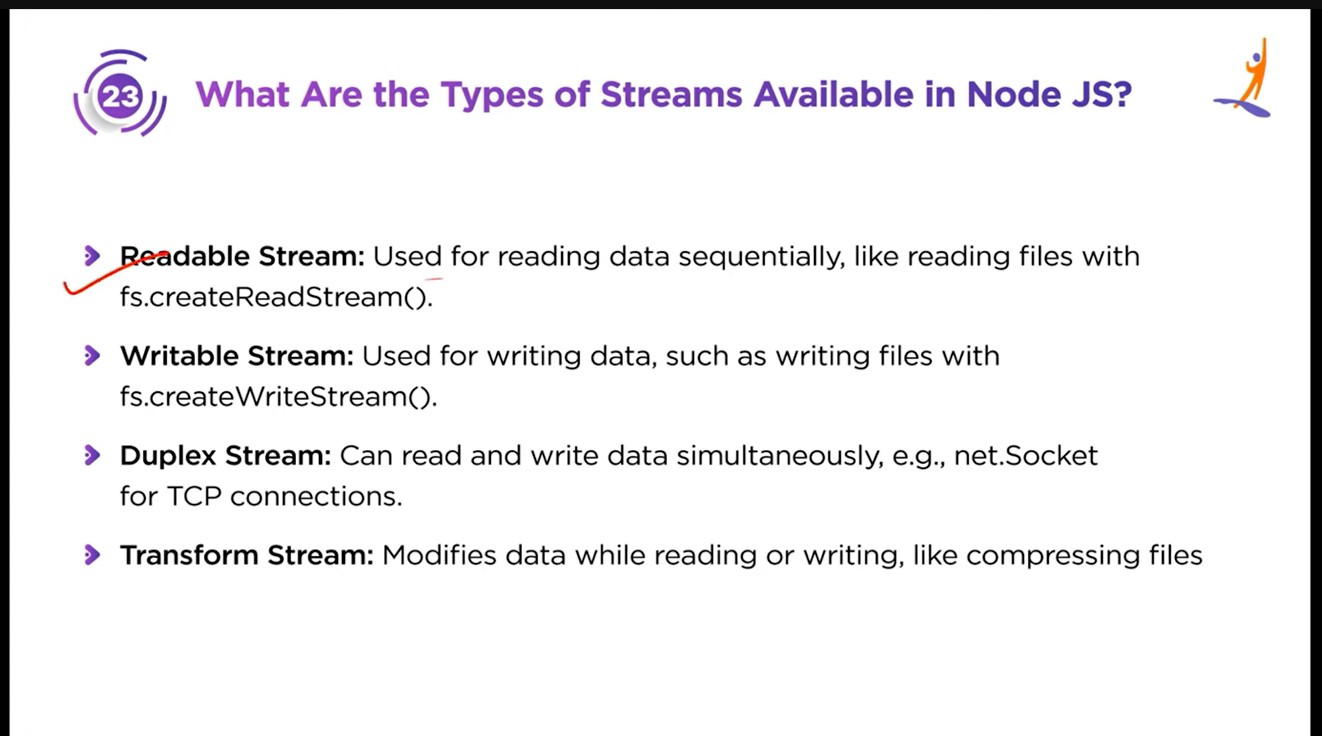 23
What Are the Types of Streams Available in Node JS?
Readable Stream: Used for reading data sequentially, like reading files with
fs.createReadStream().
Writable Stream: Used for writing data, such as writing files with
fs.createWriteStream().
Duplex Stream: Can read and write data simultaneously, e.g., net.Socket
for TCP connections.
Transform Stream: Modifies data while reading or writing, like compressing files